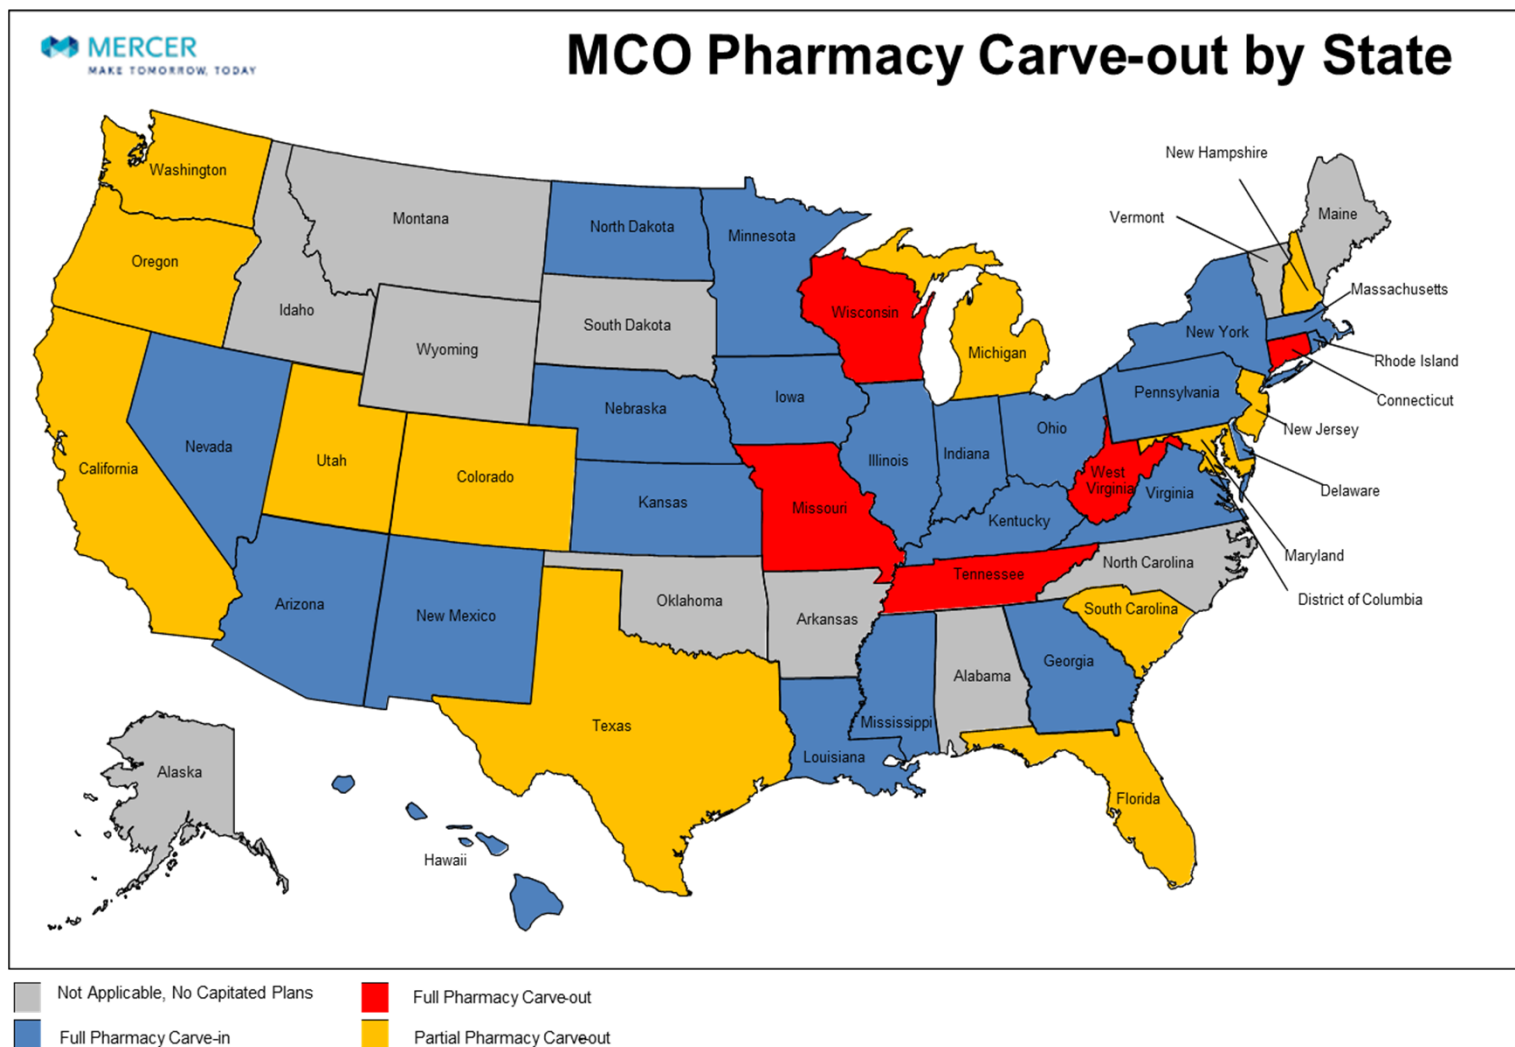 MERCER
MAKE TOMORROW, TODAY
MCO Pharmacy Carve-out by State
New Hampshire
Washington
Vermont
Maine
Montana
North Dakota
Minnesota
Oregon
Massachusetts
Idaho
Wisconsin
South Dakota
New York
Wyoming
Michigan
Rhode Island
Pennsylvania
Iowa
Connecticut
Nebraska
Ohio
New Jersey
Nevada
Indiana
Utah
Illinois
California
Colorado
West
Virginia
Virginia
Delaware
Kansas
Missouri
Kentucky
Maryland
North Carolina
Tennessee
Arizona
Oklahoma
District of Columbia
New Mexico
Arkansas
South Carolina
Georgia
Alabama
Texas
Mississippi
Louisiana
Alaska
Florida
Hawaii
Not Applicable, No Capitated Plans
Full Pharmacy Carve-out
Full Pharmacy Carve-in
Partial Pharmacy Carve-out